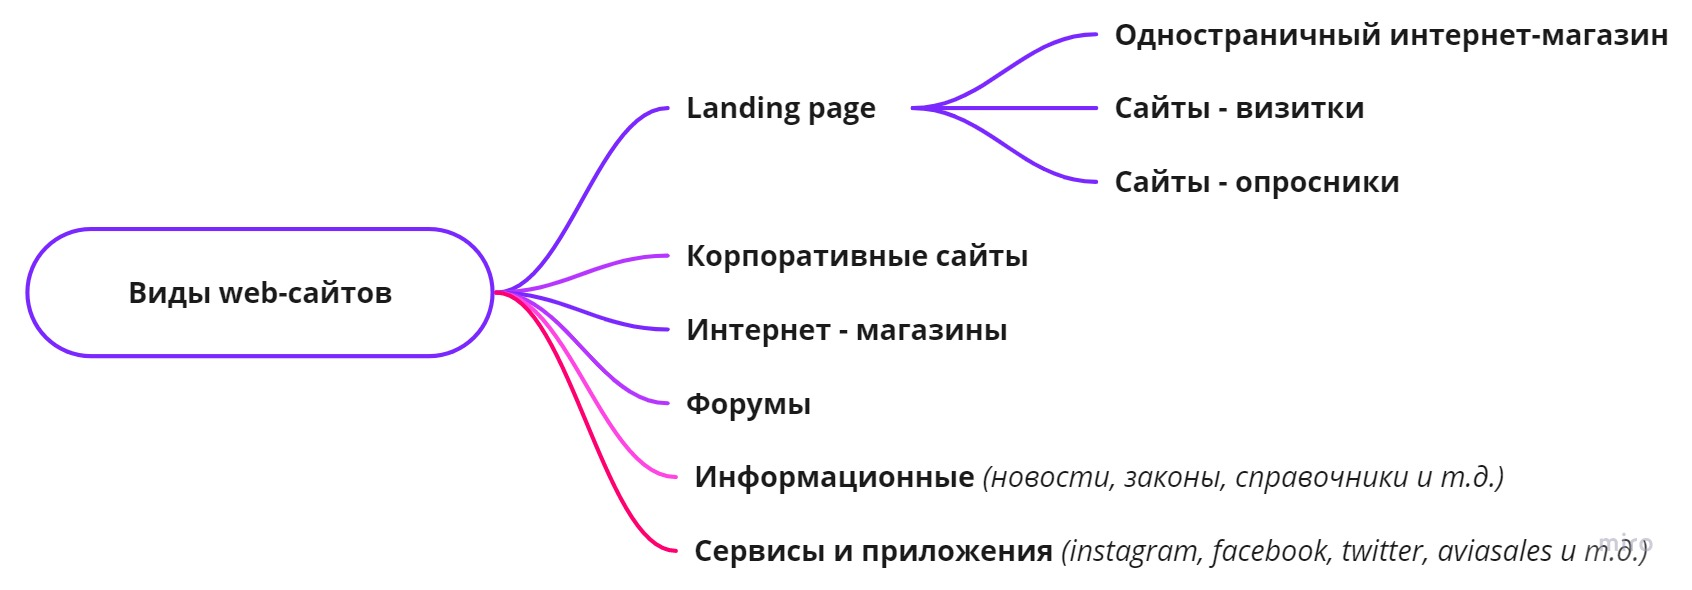 Виды web-сайтов
Landing page
Одностраничный интернет-магазин
Сайты - визитки
Сайты - опросники
Корпоративные сайты
Интернет - магазины
Форумы
Информационные (новости, законы, справочники и т.д.)
Сервисы и приложения (instagram, facebook, twitter, aviasales и т.д.)
miro